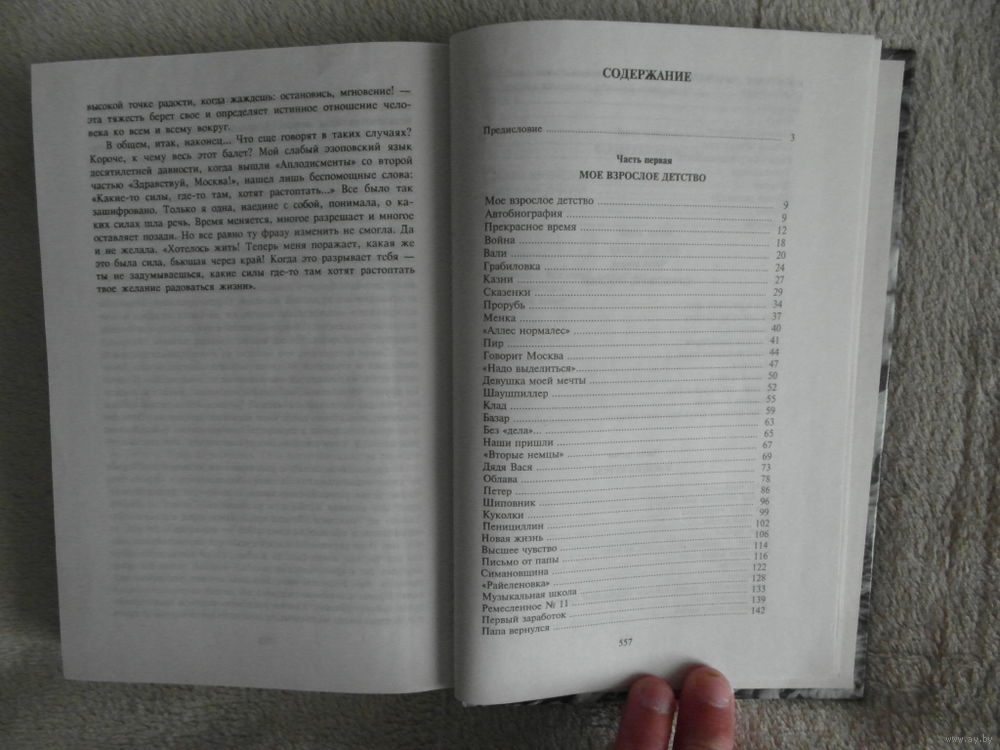 высокой точке радости, когда жаждешь: остановись, мгновение! —
эта тяжесть берет свое и определяет истинное отношение чело-
века ко всем и всему вокруг.
В общем, итак, наконец... Что еще говорят в таких случаях?
Короче, к чему весь этот балет? Мой слабый эзоповский язык
десятилетней давности, когда вышли «Аплодисменты» со второй
частью «Здравствуй, Москва!», нашел лишь беспомощные слова:
«Какие-то силы, где-то там, хотят растоптать...» Все было так
зашифровано. Только я одна, наедине с собой, понимала, о ка-
ких силах шла речь. Время меняется, многое разрешает и многое
оставляет позади. Но все равно ту фразу изменить не смогла. Да
и не желала. «Хотелось жить! Теперь меня поражает, какая же
это была сила, бьющая через край! Когда это разрывает тебя —
ты не задумываешься, какие силы где-то там хотят растоптать
твое желание радоваться жизни».
СОДЕРЖАНИЕ
Предисловие 3
Часть первая
МОЕ ВЗРОСЛОЕ ДЕТСТВО
Мое взрослое детство 9
Автобиография 9
Прекрасное время 12
Война 18
Вали 20
Грабиловка 24
Казни 27
Сказенки 29
Прорубь 34
Менка 37
«Аллес нормалес» 40
Пир 41
Говорит Москва 44
«Надо выделиться» 47
Девушка моей мечты 50
Шаушпиллер 52
Клад 55
Базар 59
Без «дела»... 63
Наши пришли 65
«Вторые немцы» 67
Дядя Вася 69
Облава 73
Петер 78
Шиповник 86
Куколки 96
Пенициллин 99
Новая жизнь 102
Высшее чувство 106
Письмо от папы 114
Симановщина 116
«Райеленовка» 122
Музыкальная школа 128
Ремесленное № 11 133
Первый заработок 139
Папа вернулся 142
557
www.ay.by